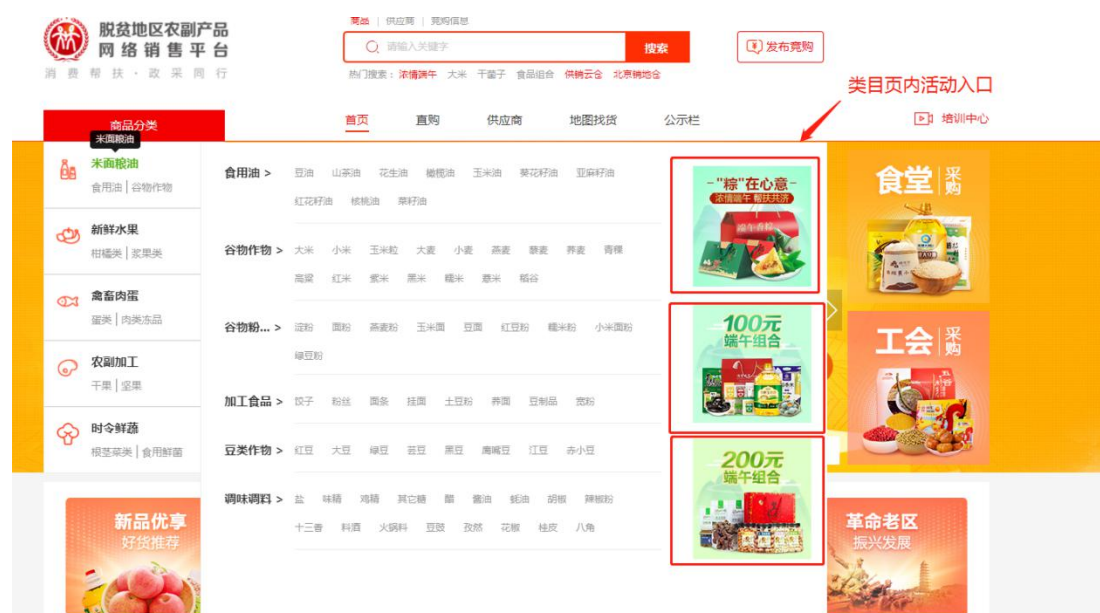 脱贫地区农副产品
网络销售平台
消费帮扶·政采同行
商品 | 供应商 | 竞购信息
请输入关键字
搜索
发布竞购
热门搜索: 浓情端午 大米 干菌子 食品组合 供销云仓 北京销地仓
类目页内活动入口
商品分类
首页 直购 供应商 地图找货 公示栏
培训中心
米面粮油
米面粮油
食用油 | 谷物作物
新鲜水果
柑橘类 | 浆果类
禽畜肉蛋
蛋类 | 肉类冻品
农副加工
干果 | 坚果
时令鲜蔬
根茎菜类 | 食用鲜菌
食用油 > 豆油 山茶油 花生油 橄榄油 玉米油 葵花籽油 亚麻籽油
红花籽油 核桃油 菜籽油
谷物作物 > 大米 小米 玉米粒 大麦 小麦 燕麦 藜麦 荞麦 青稞
高粱 红米 紫米 黑米 糯米 薏米 稻谷
谷物粉... > 淀粉 面粉 燕麦粉 玉米面 豆面 红豆粉 糯米粉 小米面粉
绿豆粉
加工食品 > 饺子 粉丝 面条 挂面 土豆粉 荞面 豆制品 宽粉
豆类作物 > 红豆 大豆 绿豆 芸豆 黑豆 鹰嘴豆 江豆 赤小豆
调味调料 > 盐 味精 鸡精 其它糖 醋 酱油 蚝油 胡椒 辣椒粉
十三香 料酒 火锅料 豆豉 孜然 花椒 桂皮 八角
"粽"在心意
浓情端午 帮扶共济
端午香粽
100元
端午组合
200元
端午组合
食堂 采购
工会 采购
新品优享
好货推荐
革命老区
振兴发展